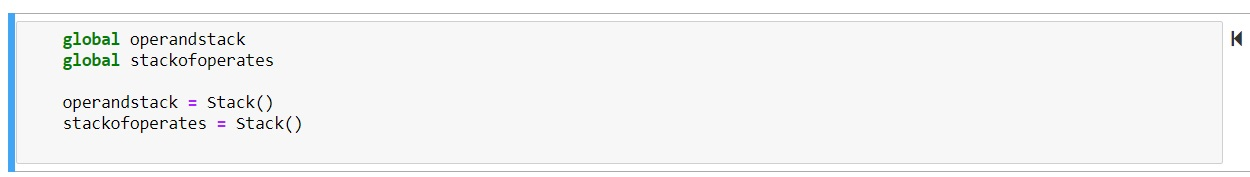 global operandstack
global stackofoperates
operandstack = Stack()
stackofoperates = Stack()